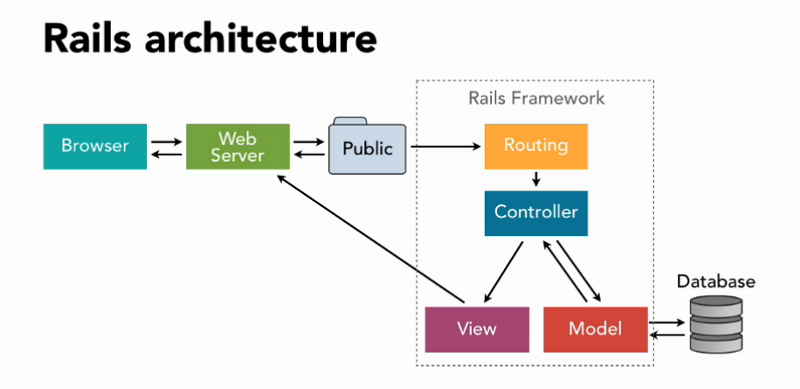 Rails architecture
Rails Framework
Browser
Web
Server
Public
Routing
Controller
Database
View
Model